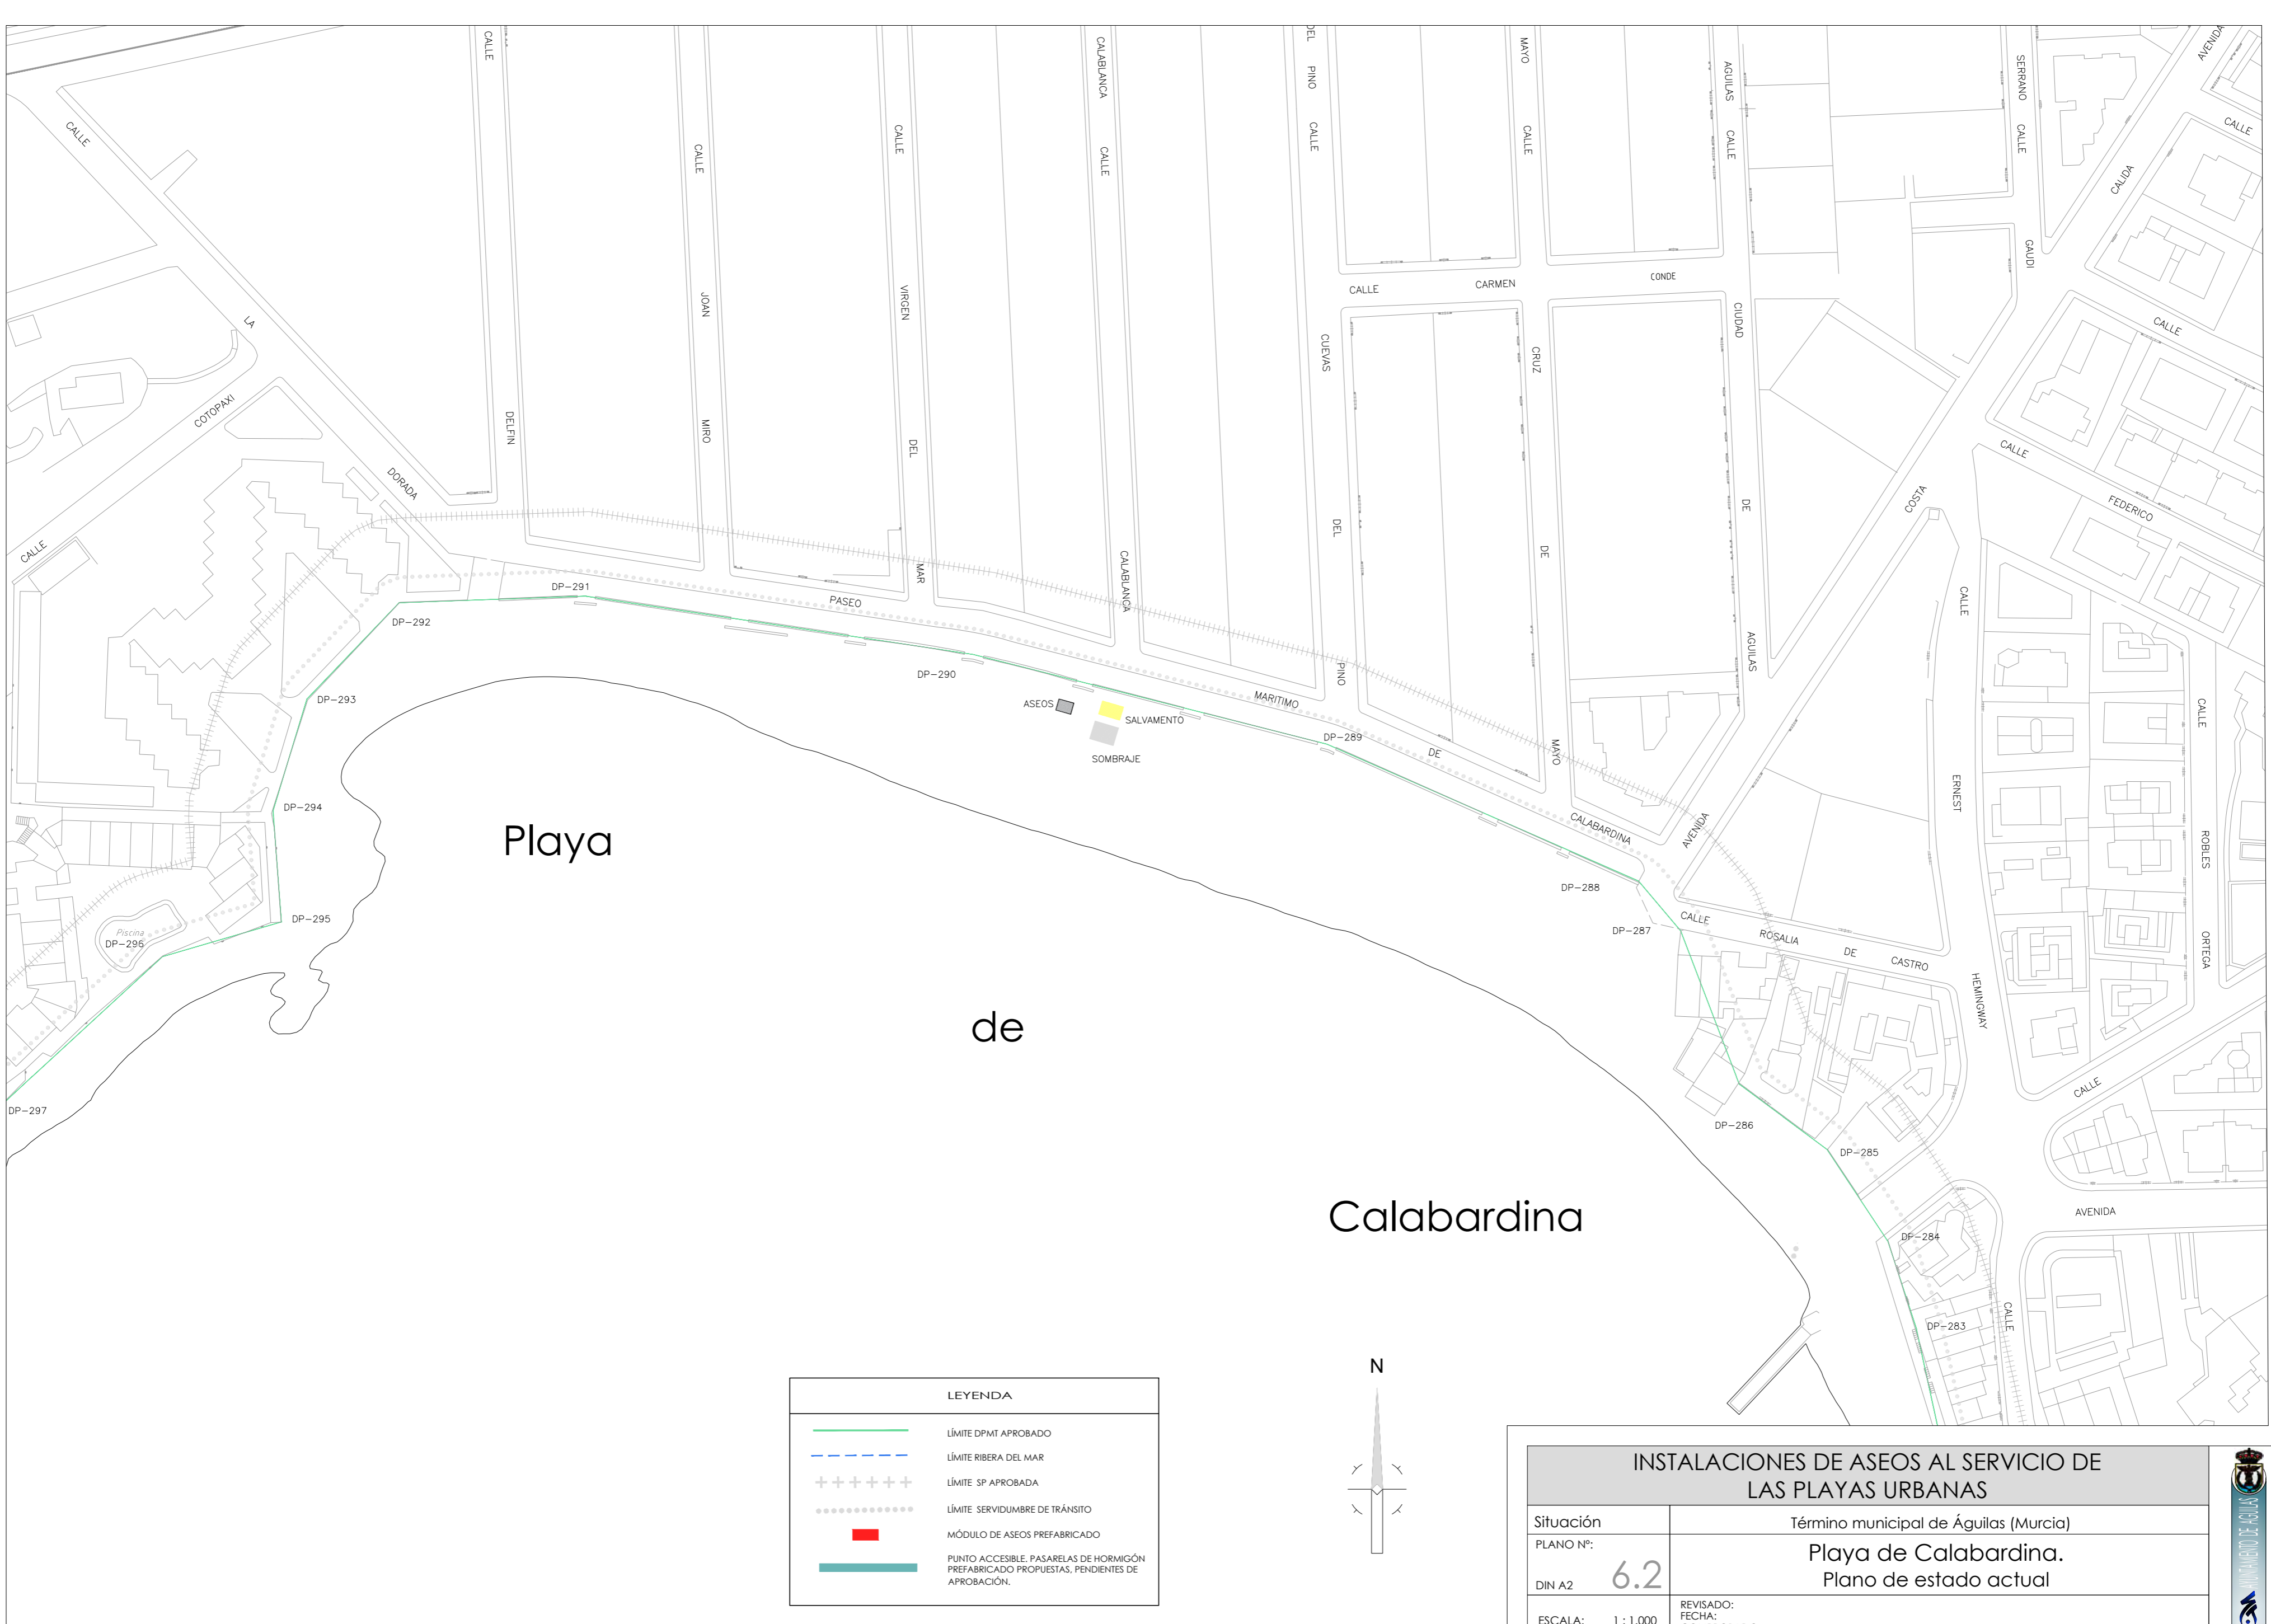 CALLE
CALLE
CALLE
CALLE
CALABLANCA
CALLE
DEL
PINO
CALLE
MAYO
CALLE
AGUILAS
CALLE
SERRANO
CALLE
AVENIDA
CALLE
CALIDA
LA
JOAN
VIRGEN
CALLE
CARMEN
CONDE
GAUDI
CIUDAD
CALLE
CUEVAS
CRUZ
COTOPAXI
DELFIN
MIRO
DEL
DORADA
CALLE
FEDERICO
COSTA
DE
DEL
DE
CALLE
MAR
CALABLANCA
CALLE
DP-291
PASEO
DP-292
DP-290
PINO
AGUILAS
DP-293
ASEOS
SALVAMENTO
MARITIMO
SOMBRAJE
DP-289
DE
MAYO
CALLE
ERNEST
DP-294
CALABARDINA
AVENIDA
ROBLES
Playa
DP-288
DP-295
Piscina
DP-296
DP-287
CALLE
ROSALIA
DE
CASTRO
ORTEGA
HEMINGWAY
de
DP-297
CALLE
DP-286
DP-285
Calabardina
AVENIDA
DP-284
CALLE
DP-283
LEYENDA
LÍMITE DPMT APROBADO
LÍMITE RIBERA DEL MAR
LÍMITE SP APROBADA
LÍMITE SERVIDUMBRE DE TRÁNSITO
MÓDULO DE ASEOS PREFABRICADO
PUNTO ACCESIBLE, PASARELAS DE HORMIGÓN
PREFABRICADO PROPUESTAS, PENDIENTES DE
APROBACIÓN.
N
INSTALACIONES DE ASEOS AL SERVICIO DE
LAS PLAYAS URBANAS
Situación
Término municipal de Águilas (Murcia)
PLANO Nº:
6.2
DIN A2
Playa de Calabardina.
Plano de estado actual
ESCALA: 1 : 1.000
REVISADO:
FECHA:
AYUNTAMIENTO DE AGUILAS